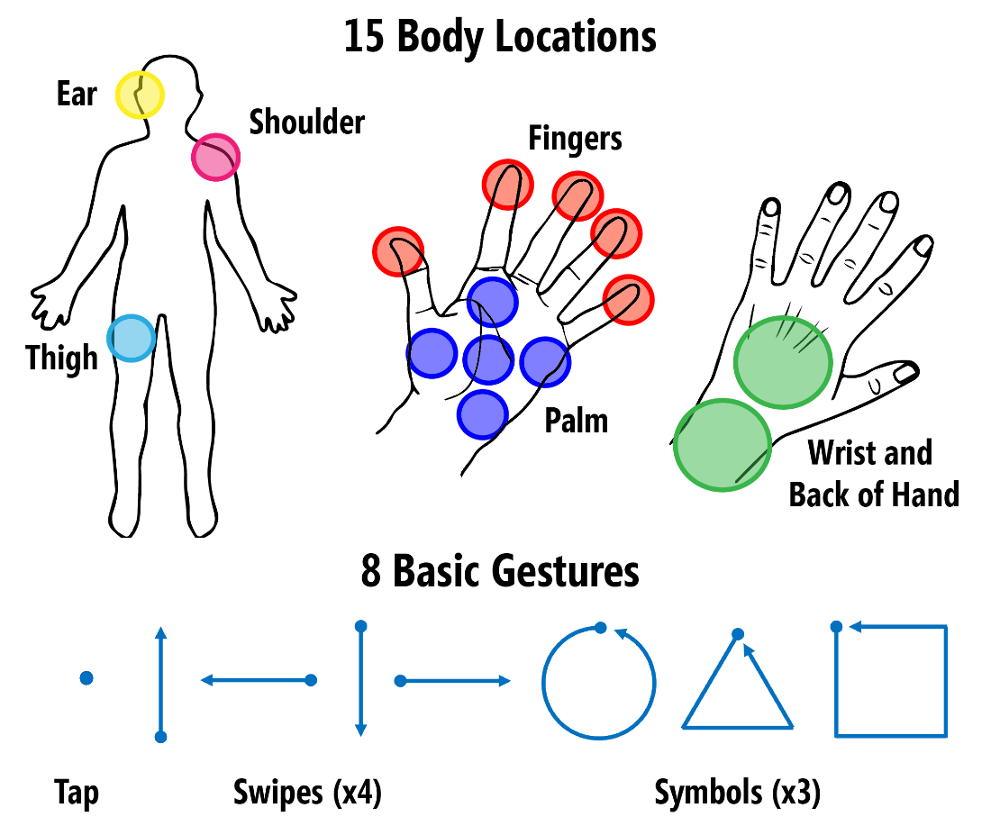 15 Body Locations
Ear
Shoulder
Fingers
Thigh
Palm
Wrist and
Back of Hand
8 Basic Gestures
Tap
Swipes (x4)
Symbols (x3)